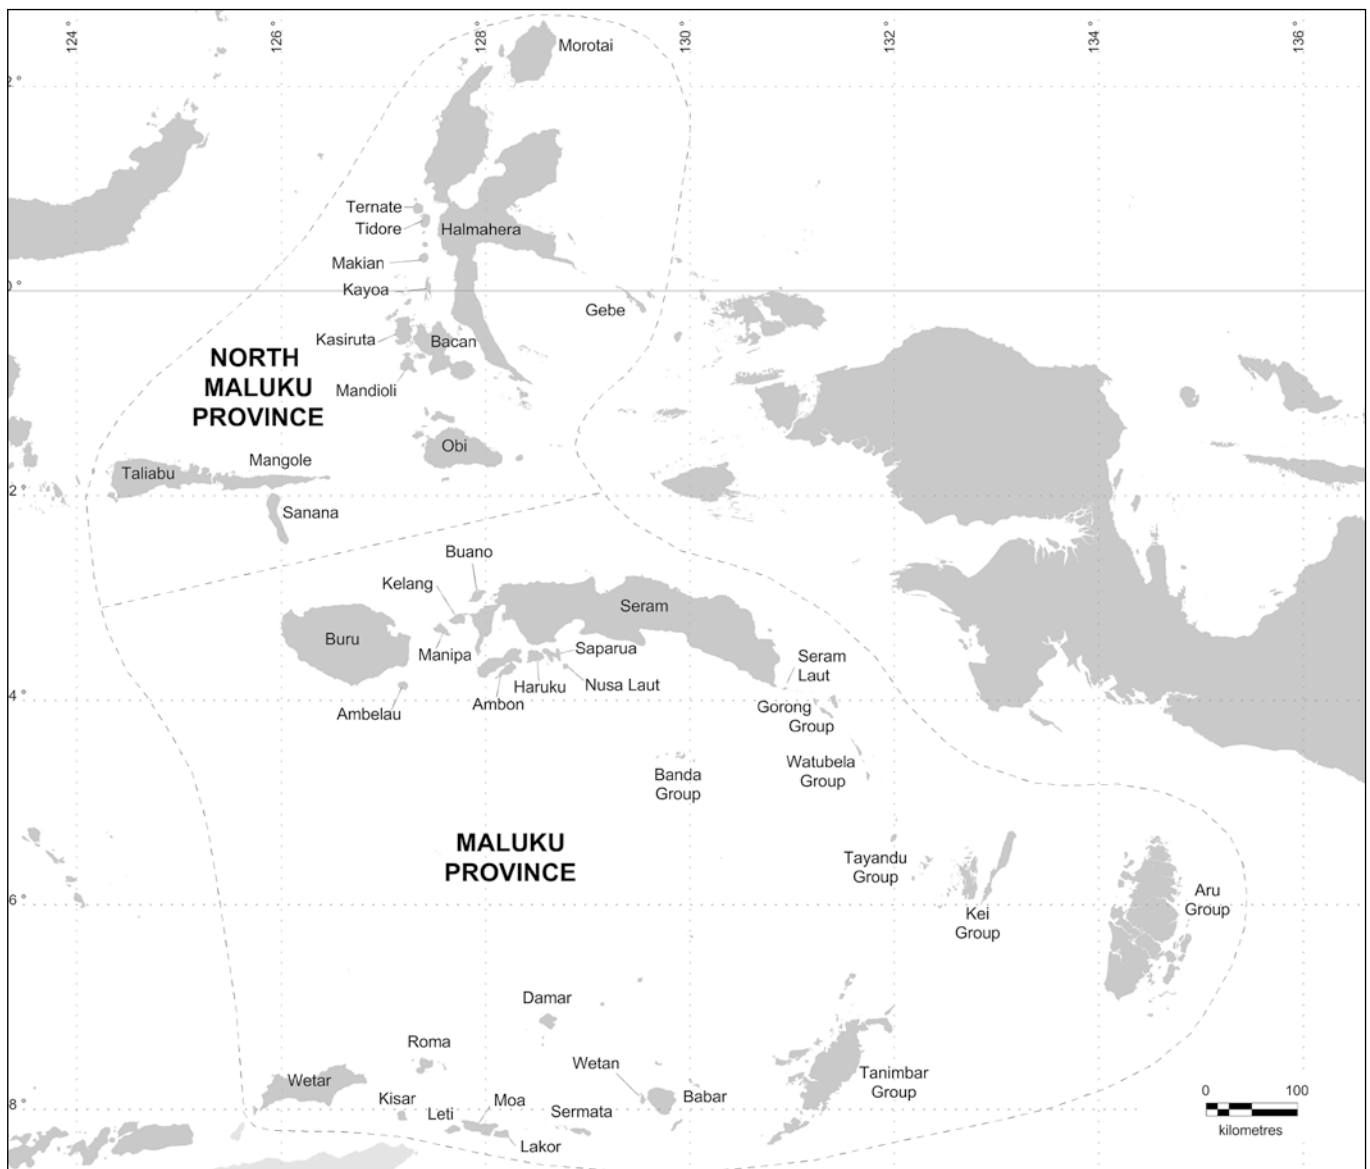 124°
126°
128°
130°
132°
134°
136°
2°
Morotai
Ternate
Tidore
Halmahera
Makian
0°
Kayoa
Gebe
Kasiruta
Bacan
NORTH
MALUKU
PROVINCE
Mandioli
Obi
Mangole
Taliabu
2°
Sanana
Buano
Kelang
Seram
Buru
Manipa
Saparua
Seram
Laut
Haruku
Nusa Laut
Ambon
4°
Ambelau
Gorong
Group
Banda
Group
Watubela
Group
MALUKU
PROVINCE
Tayandu
Group
6°
Kei
Group
Aru
Group
Damar
Roma
Wetan
Wetar
Tanimbar
Group
Kisar
Leti
Moa
Sermata
Babar
8°
Lakor
0
100
kilometres